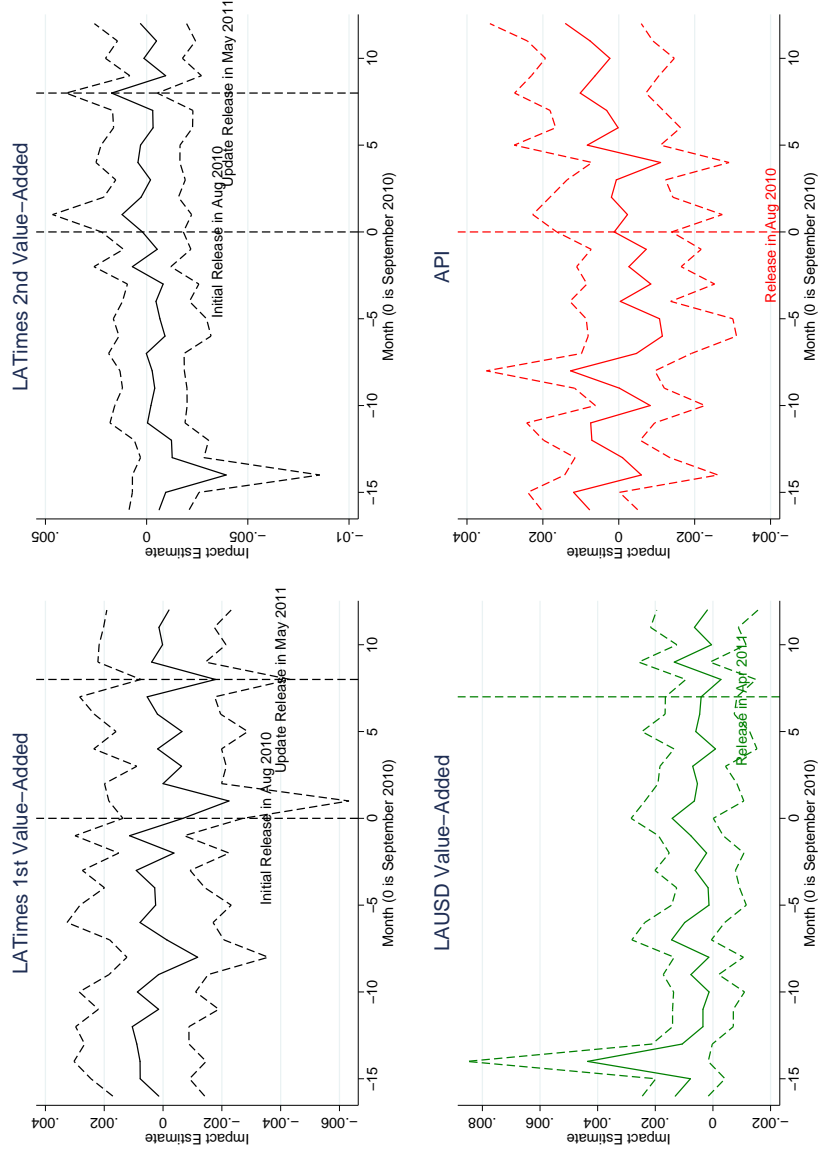 LATimes 1st Value−Added
.004
.002
0
−.002
−.004
−.006
Impact Estimate
Initial Release in Aug 2010
Update Release in May 2011
−15
−10
−5
0
5
10
Month (0 is September 2010)
LATimes 2nd Value−Added
.005
0
−.005
−.01
Impact Estimate
Initial Release in Aug 2010
Update Release in May 2011
−15
−10
−5
0
5
10
Month (0 is September 2010)
LAUSD Value−Added
.008
.006
.004
.002
0
−.002
Impact Estimate
Release in Apr 2011
−15
−10
−5
0
5
10
Month (0 is September 2010)
API
.004
.002
0
−.002
−.004
Impact Estimate
Release in Aug 2010
−15
−10
−5
0
5
10
Month (0 is September 2010)